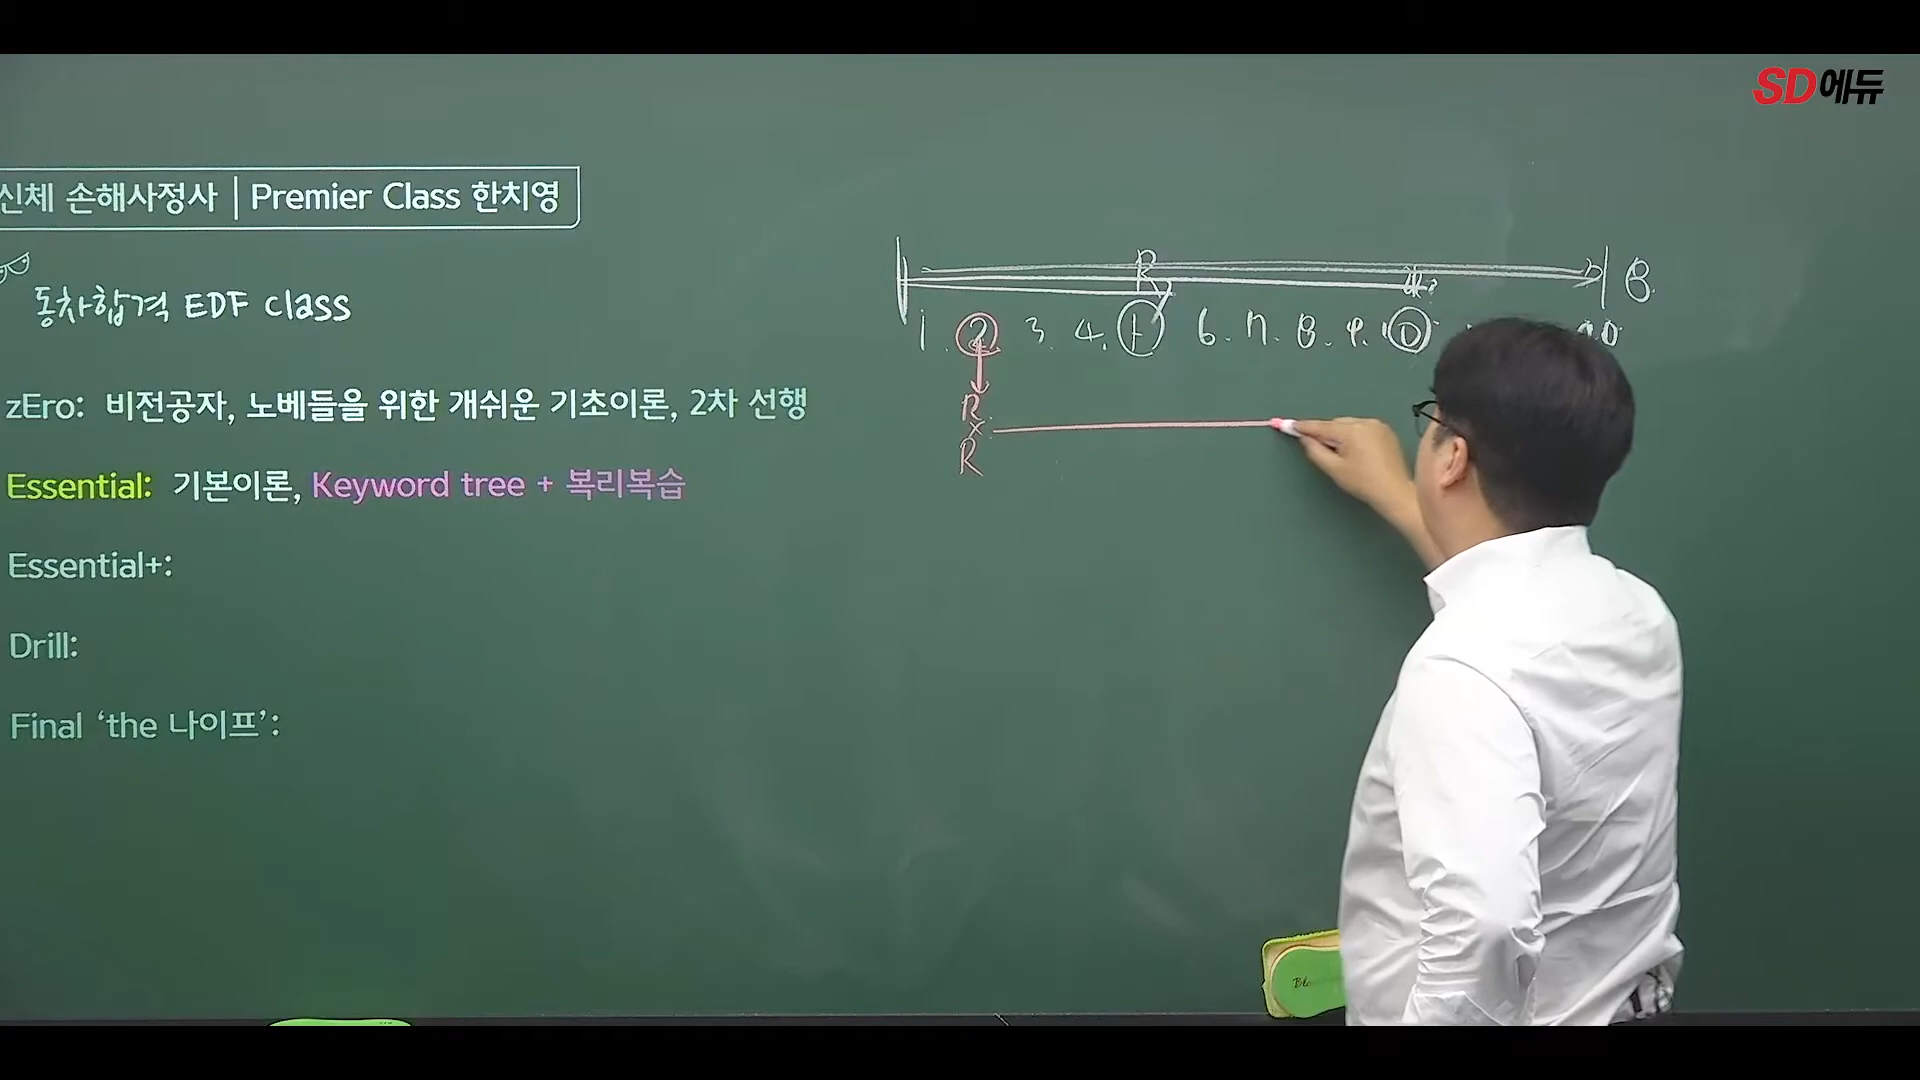 SD에듀
신체 손해사정사 | Premier Class 한치영
동차합격 EDF class
zEro: 비전공자, 노베들을 위한 개쉬운 기초이론, 2차 선행
Essential: 기본이론, Keyword tree + 복리복습
Essential+:
Drill:
Final ‘the 나이프’:
R
B.
1. 2. 3. 4. 6. 7. 8. 9. 10
R
R